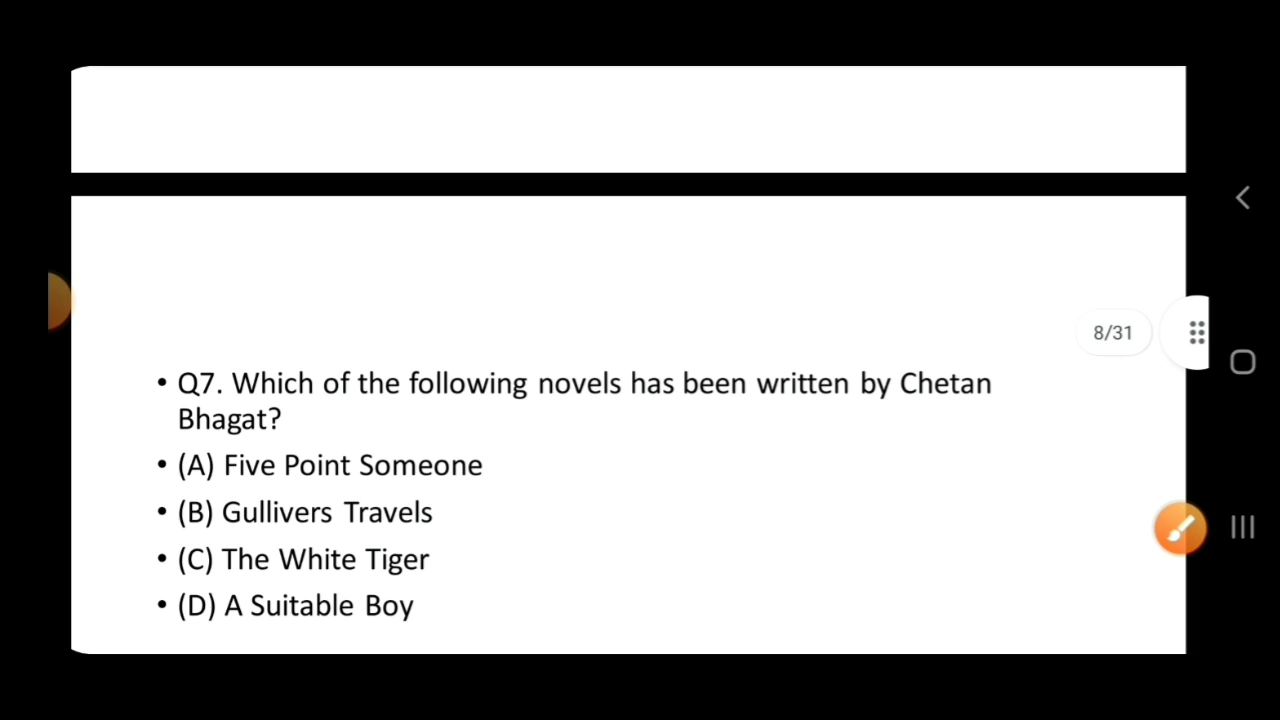 8/31
• Q7. Which of the following novels has been written by Chetan
Bhagat?
• (A) Five Point Someone
• (B) Gullivers Travels
• (C) The White Tiger
• (D) A Suitable Boy